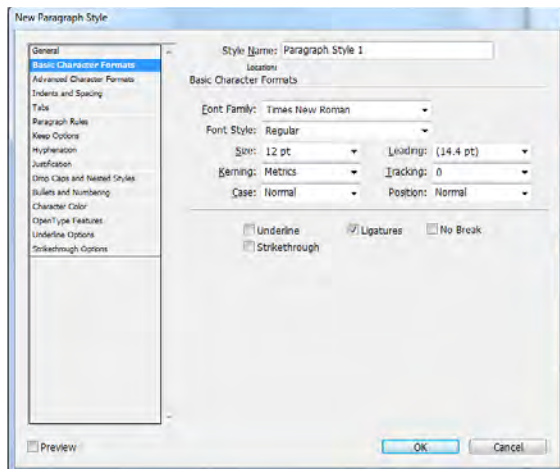 New Paragraph Style
General
Basic Character Formats
Advanced Character Formats
Indents and Spacing
Tabs
Paragraph Rules
Keep Options
Hyphenation
Justification
Drop Caps and Nested Styles
Bullets and Numbering
Character Color
OpenType Features
Underline Options
Strikethrough Options
Style Name: Paragraph Style 1
Location:
Basic Character Formats
Font Family: Times New Roman
Font Style: Regular
Size: 12 pt Leading: (14.4 pt)
Kerning: Metrics Tracking: 0
Case: Normal Position: Normal
Underline Ligatures No Break
Strikethrough
Preview OK Cancel